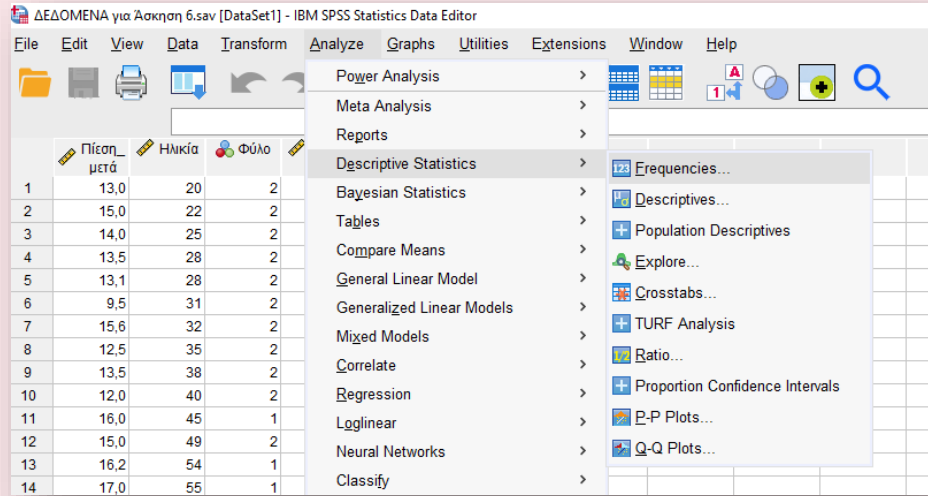 ΔΕΔΟΜΕΝΑ για Άσκηση 6.sav [DataSet1] - IBM SPSS Statistics Data Editor
File Edit View Data Transform Analyze Graphs Utilities Extensions Window Help
A
1
Πίεση_μετά Ηλικία Φύλο
1 13,0 20 2
2 15,0 22 2
3 14,0 25 2
4 13,5 28 2
5 13,1 28 2
6 9,5 31 2
7 15,6 32 2
8 12,5 35 2
9 13,5 38 2
10 12,0 40 2
11 16,0 45 1
12 15,0 49 2
13 16,2 54 1
14 17,0 55 1
Power Analysis
Meta Analysis
Reports
Descriptive Statistics
Bayesian Statistics
Tables
Compare Means
General Linear Model
Generalized Linear Models
Mixed Models
Correlate
Regression
Loglinear
Neural Networks
Classify
123 Frequencies...
Descriptives...
Population Descriptives
Explore...
Crosstabs...
TURF Analysis
1/2 Ratio...
Proportion Confidence Intervals
P-P Plots...
Q-Q Plots...